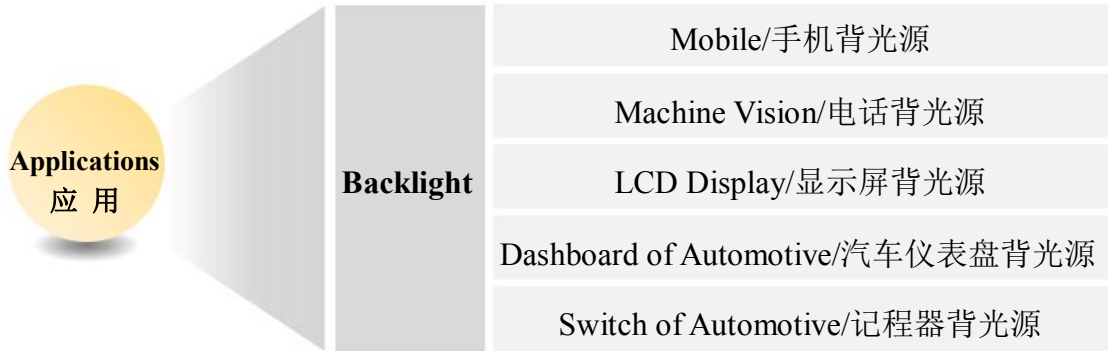 Applications
应 用
Backlight
Mobile/手机背光源
Machine Vision/电话背光源
LCD Display/显示屏背光源
Dashboard of Automotive/汽车仪表盘背光源
Switch of Automotive/记程器背光源